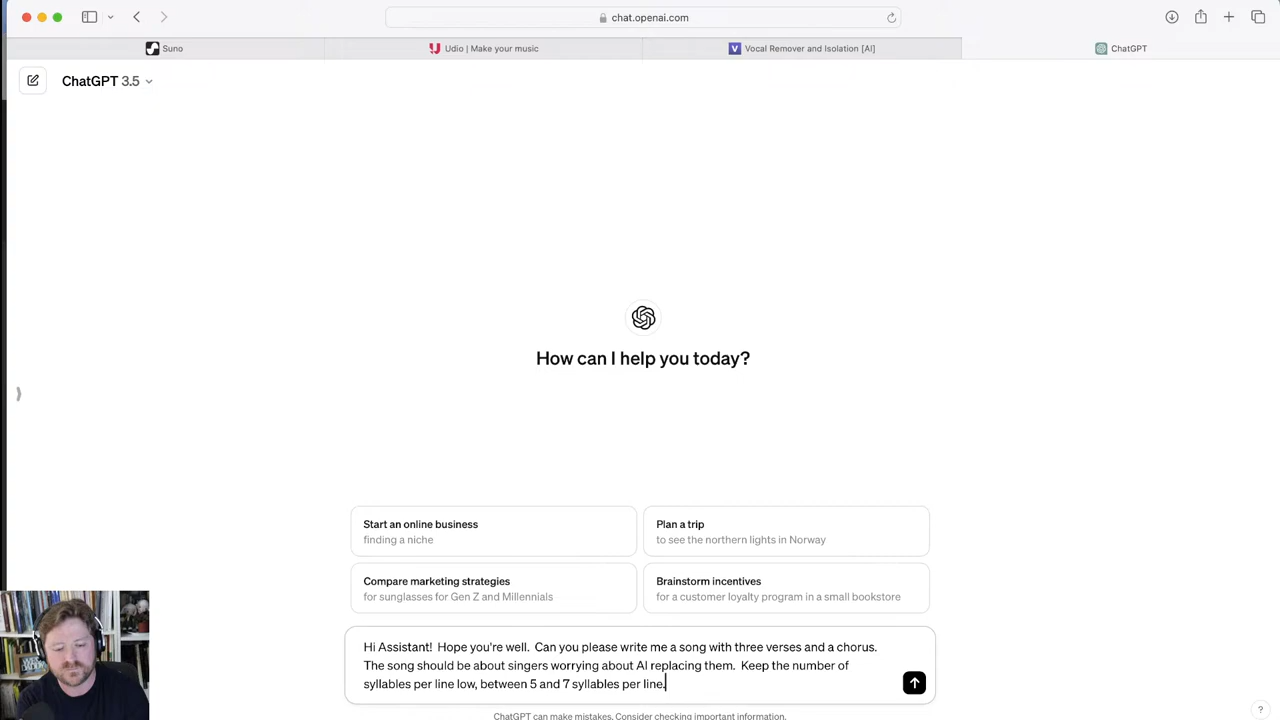 chat.openai.com
Suno
Udio | Make your music
Vocal Remover and Isolation [AI]
ChatGPT
ChatGPT 3.5
How can I help you today?
Start an online business
finding a niche
Plan a trip
to see the northern lights in Norway
Compare marketing strategies
for sunglasses for Gen Z and Millennials
Brainstorm incentives
for a customer loyalty program in a small bookstore
Hi Assistant!  Hope you're well.  Can you please write me a song with three verses and a chorus.
The song should be about singers worrying about AI replacing them.  Keep the number of
syllables per line low, between 5 and 7 syllables per line.
ChatGPT can make mistakes. Consider checking important information.
?